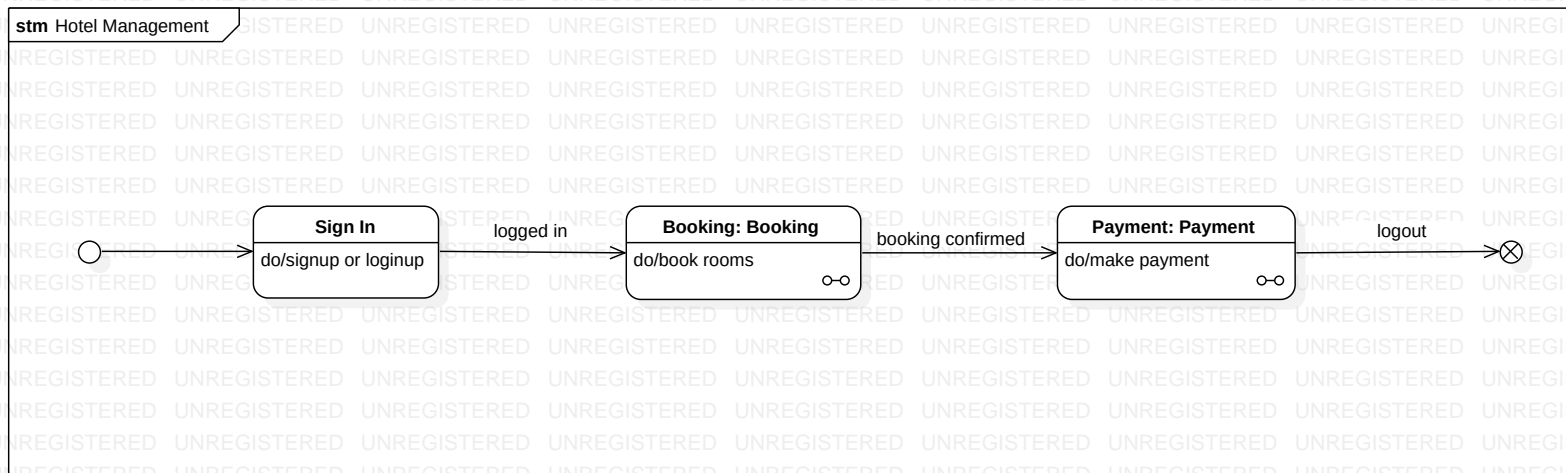 stm Hotel Management
Sign In
do/signup or loginup
logged in
Booking: Booking
do/book rooms
booking confirmed
Payment: Payment
do/make payment
logout
UNREGISTERED